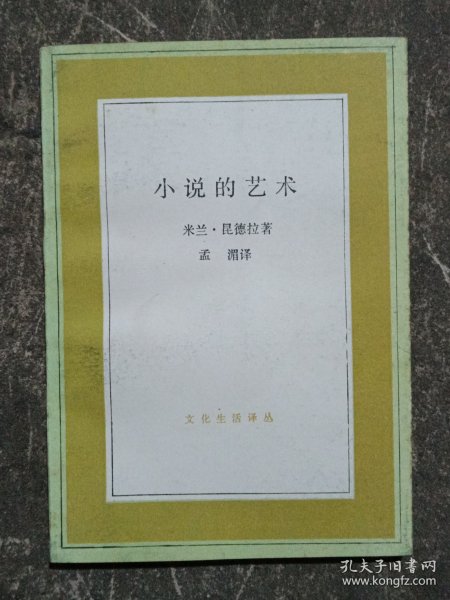 小说的艺术
米兰·昆德拉著
孟 湄译
文化生活译丛
孔夫子旧书网
www.kongfz.com